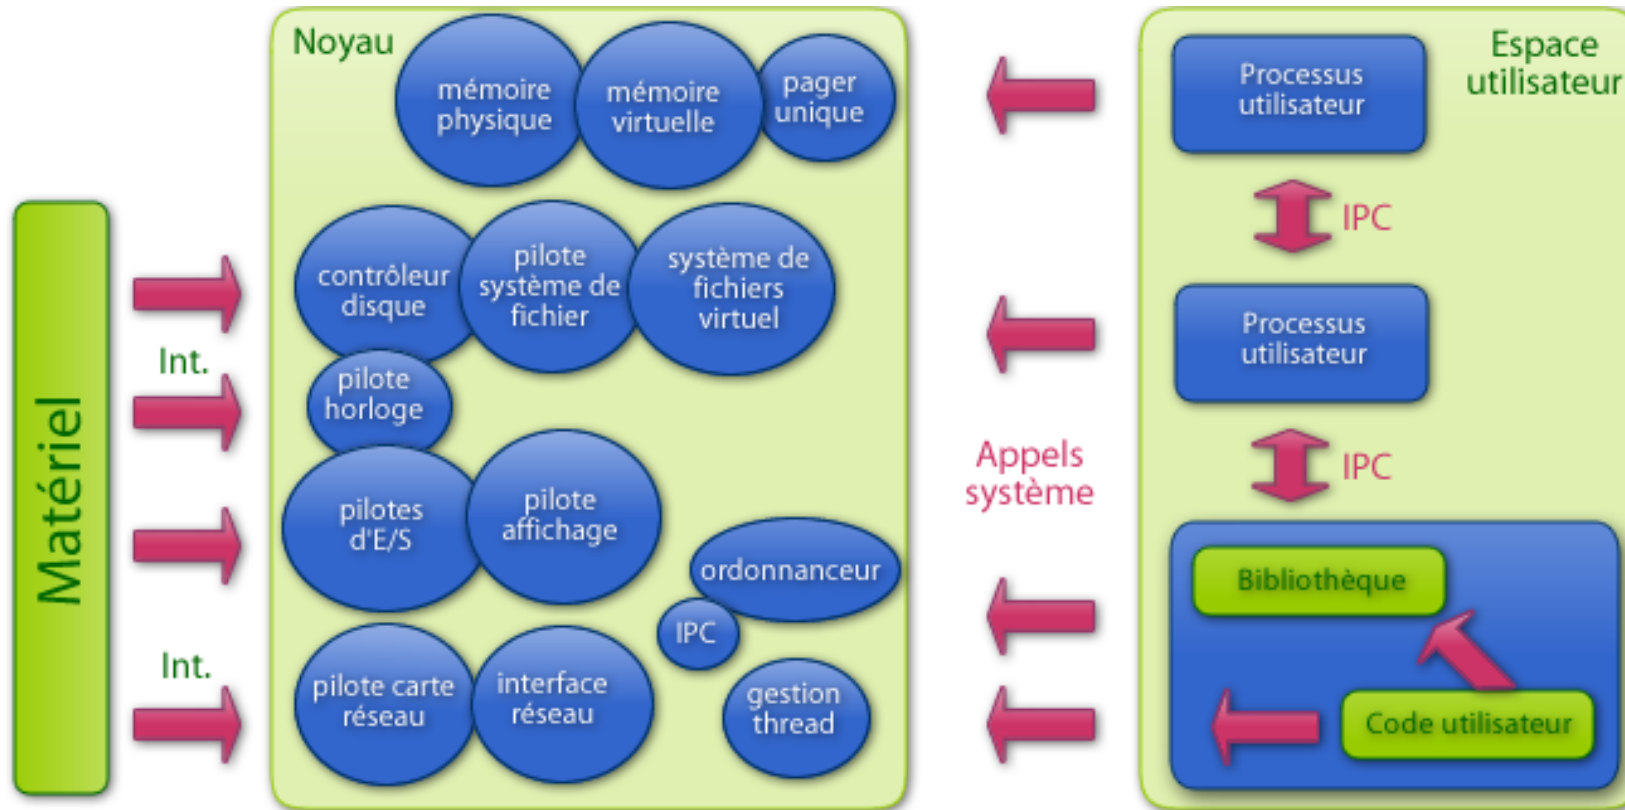 Matériel
Int.
Int.
Noyau
mémoire
physique
mémoire
virtuelle
pager
unique
contrôleur
disque
pilote
système de
fichier
système de
fichiers
virtuel
pilote
horloge
pilotes
d'E/S
pilote
affichage
ordonnanceur
IPC
pilote carte
réseau
interface
réseau
gestion
thread
Appels
système
Espace
utilisateur
Processus
utilisateur
IPC
Processus
utilisateur
IPC
Bibliothèque
Code utilisateur